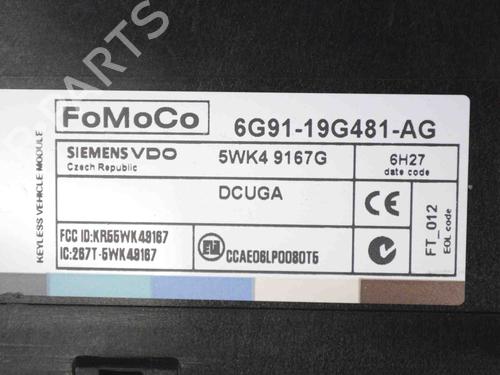 FoMoCo
6G91-19G481-AG
KEYLESS VEHICLE MODULE
SIEMENS VDO
Czech Republic
5WK4 9167G
6H27
date code
DCUGA
CE
FT_012
EOL code
FCC ID:KR55WK49167
IC:267T-5WK49167
CCAE06LP0080T5